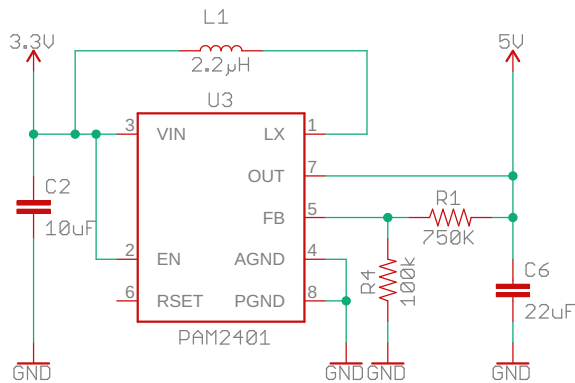 L1
3.3V
5V
2.2µH
U3
3 VIN LX 1
OUT 7
C2
10uF
R1
FB 5
750K
2 EN AGND 4
R4
100k
C6
6 RSET PGND 8
22uF
PAM2401
GND GND GND GND